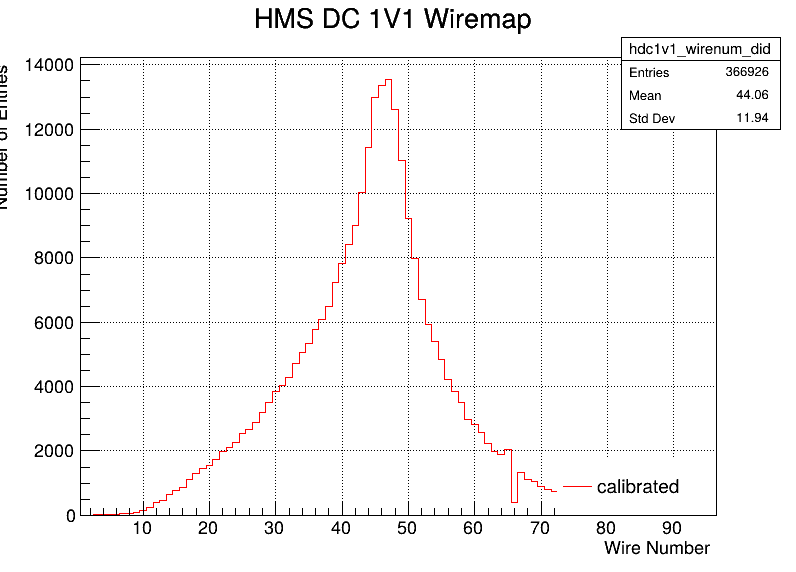 HMS DC 1V1 Wiremap
hdc1v1_wirenum_did
Entries 366926
Mean 44.06
Std Dev 11.94
Number of Entries
14000
12000
10000
8000
6000
4000
2000
0
calibrated
10 20 30 40 50 60 70 80 90
Wire Number